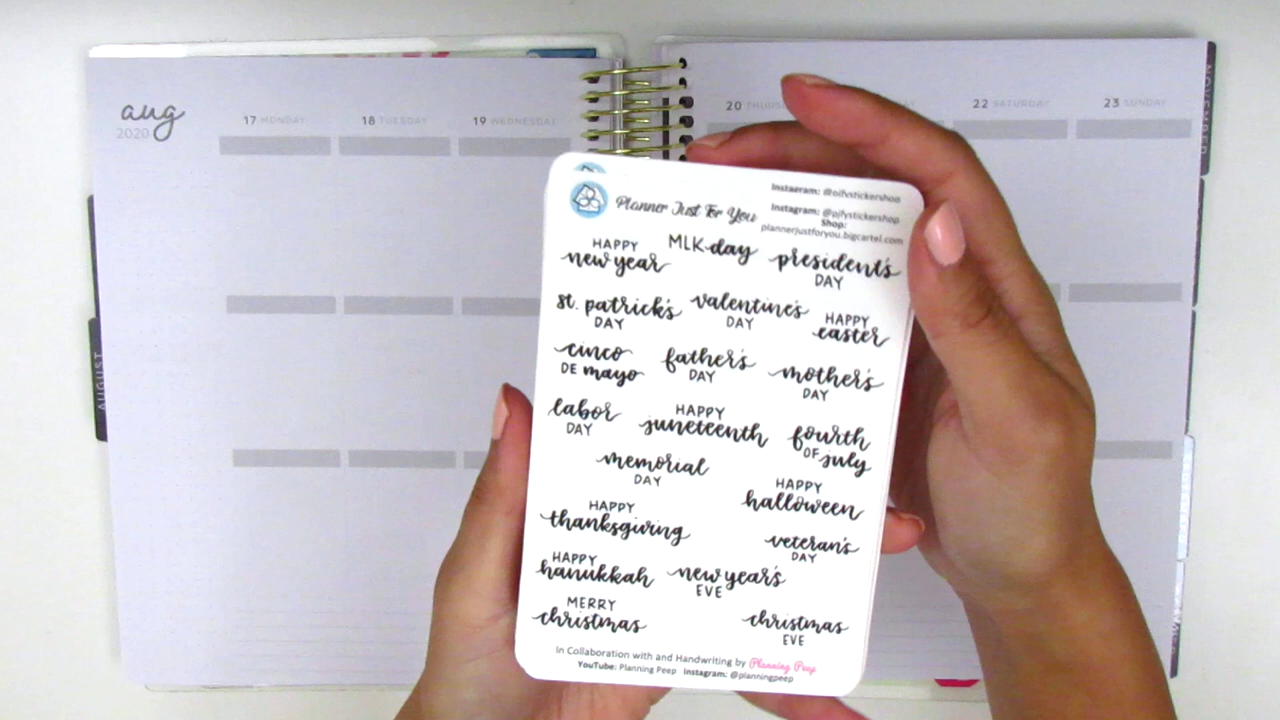 aug
2020
17 MONDAY
18 TUESDAY
19 WEDNESDAY
20
22 SATURDAY
23 SUNDAY
NOVEMBER
AUGUST
Planner Just For You
Instagram: @pjfystickershop
Instagram: @pjfystickershop
Shop:
plannerjustforyou.bigcartel.com
HAPPY
new year
MLK day
president's
DAY
st. patrick's
DAY
valentine's
DAY
HAPPY
easter
cinco
DE mayo
father's
DAY
mother's
DAY
labor
DAY
HAPPY
juneteenth
fourth
OF july
memorial
DAY
HAPPY
halloween
HAPPY
thanksgiving
veteran's
DAY
HAPPY
hanukkah
new year's
EVE
MERRY
christmas
christmas
EVE
In Collaboration with and Handwriting by Planning Peep
YouTube: Planning Peep Instagram: @planningpeep